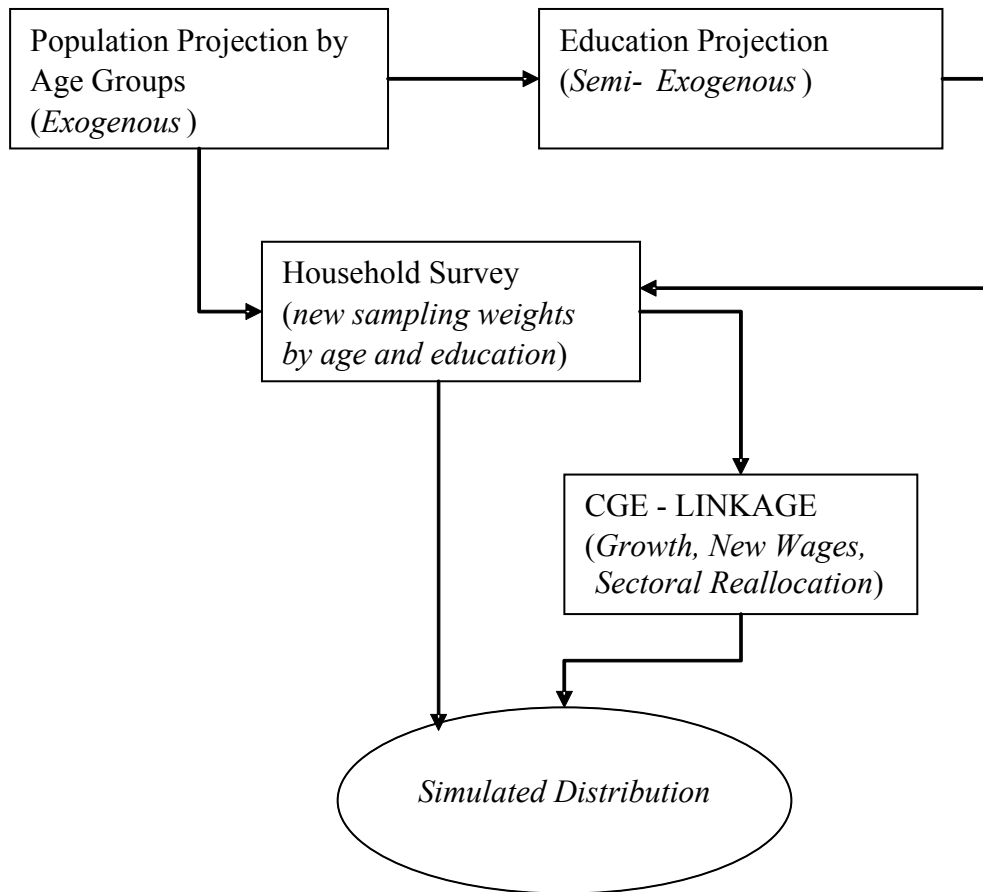 Population Projection by
Age Groups
(Exogenous)
Education Projection
(Semi- Exogenous)
Household Survey
(new sampling weights
by age and education)
CGE - LINKAGE
(Growth, New Wages,
Sectoral Reallocation)
Simulated Distribution